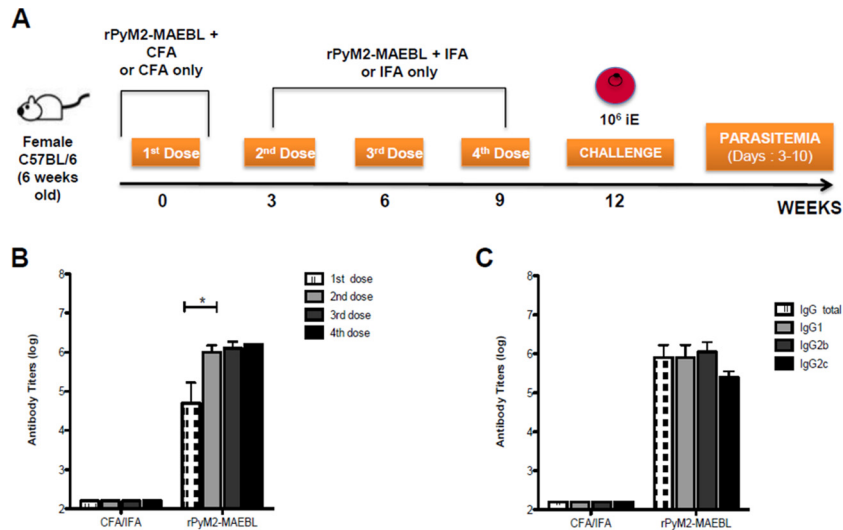 A
rPyM2-MAEBL +
CFA
or CFA only
rPyM2-MAEBL + IFA
or IFA only
10⁶ iE
Female
C57BL/6
(6 weeks
old)
1st Dose
2nd Dose
3rd Dose
4th Dose
CHALLENGE
PARASITEMIA
(Days : 3-10)
0
3
6
9
12
WEEKS
B
Antibody Titers (log)
8
7
6
5
4
3
2
*
CFA/IFA
rPyM2-MAEBL
1st dose
2nd dose
3rd dose
4th dose
C
Antibody Titers (log)
8
7
6
5
4
3
2
CFA/IFA
rPyM2-MAEBL
IgG total
IgG1
IgG2b
IgG2c